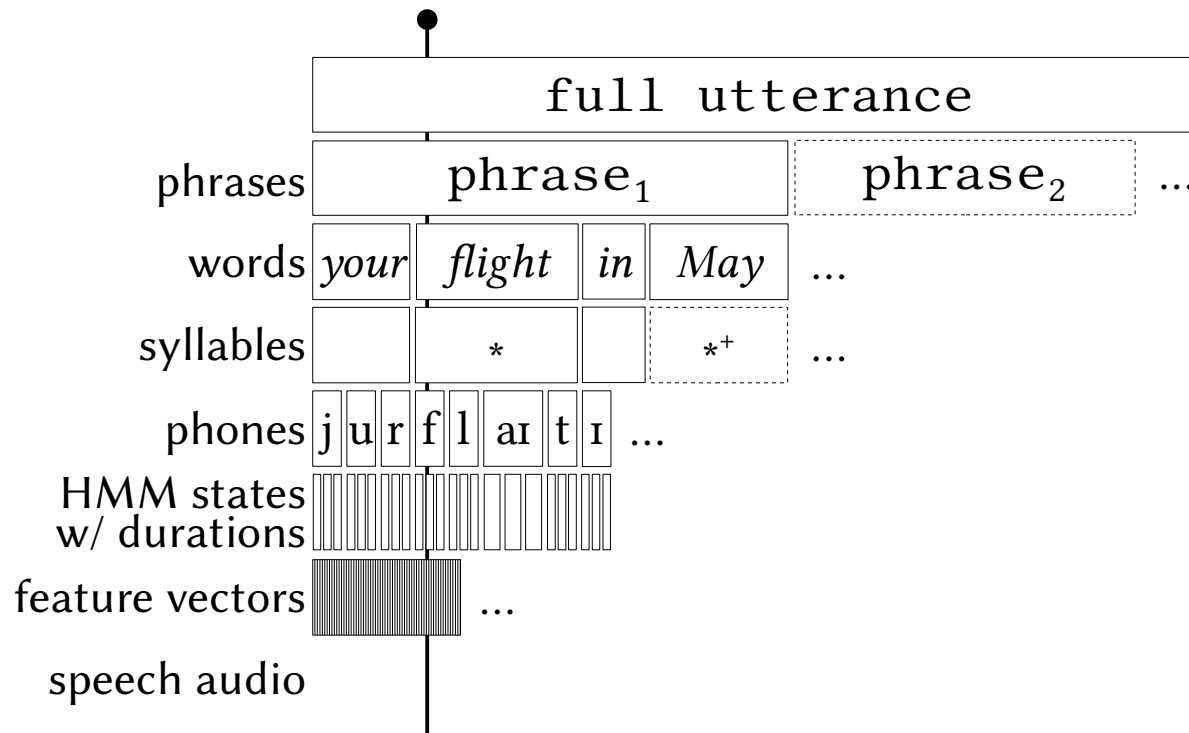 full utterance
phrases phrase₁ phrase₂ ...
words your flight in May ...
syllables * *⁺ ...
phones j u r f l aɪ t ɪ ...
HMM states
w/ durations
feature vectors ...
speech audio